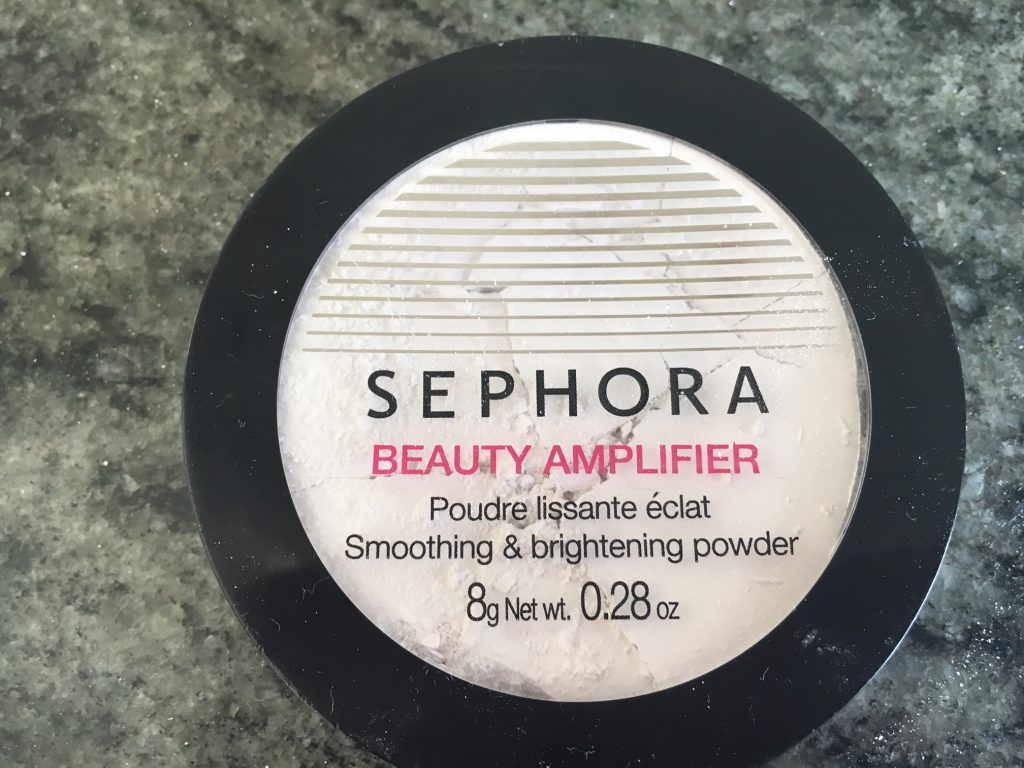 SEPHORA
BEAUTY AMPLIFIER
Poudre lissante éclat
Smoothing & brightening powder
8g Net wt. 0.28 oz